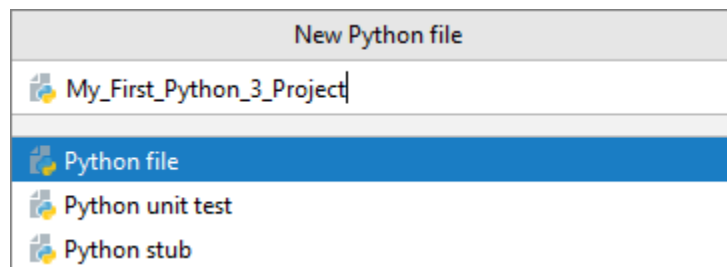 New Python file
My_First_Python_3_Project
Python file
Python unit test
Python stub